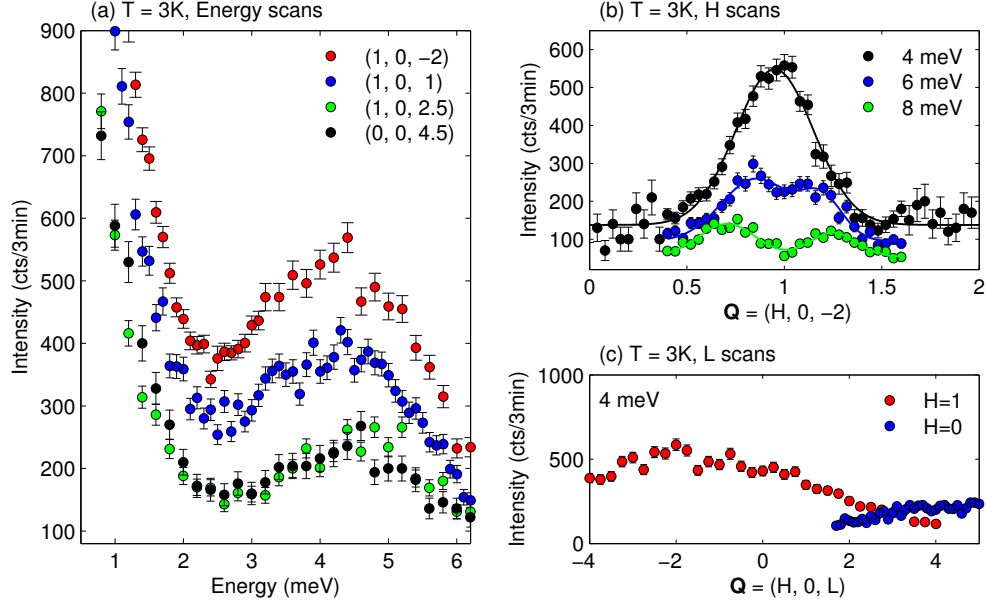 (a) T = 3K, Energy scans
900
800
700
600
500
400
300
200
100
1
2
3
4
5
6
Energy (meV)
Intensity (cts/3min)
(1, 0, −2)
(1, 0, 1)
(1, 0, 2.5)
(0, 0, 4.5)
(b) T = 3K, H scans
600
500
400
300
200
100
0
0.5
1
1.5
2
Q = (H, 0, −2)
Intensity (cts/3min)
4 meV
6 meV
8 meV
(c) T = 3K, L scans
4 meV
1000
500
0
−4
−2
0
2
4
Q = (H, 0, L)
Intensity (cts/3min)
H=1
H=0